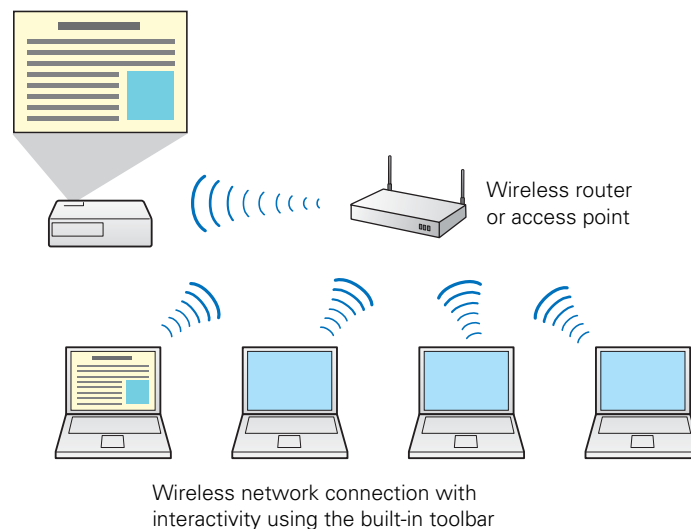 Wireless router
or access point
Wireless network connection with
interactivity using the built-in toolbar